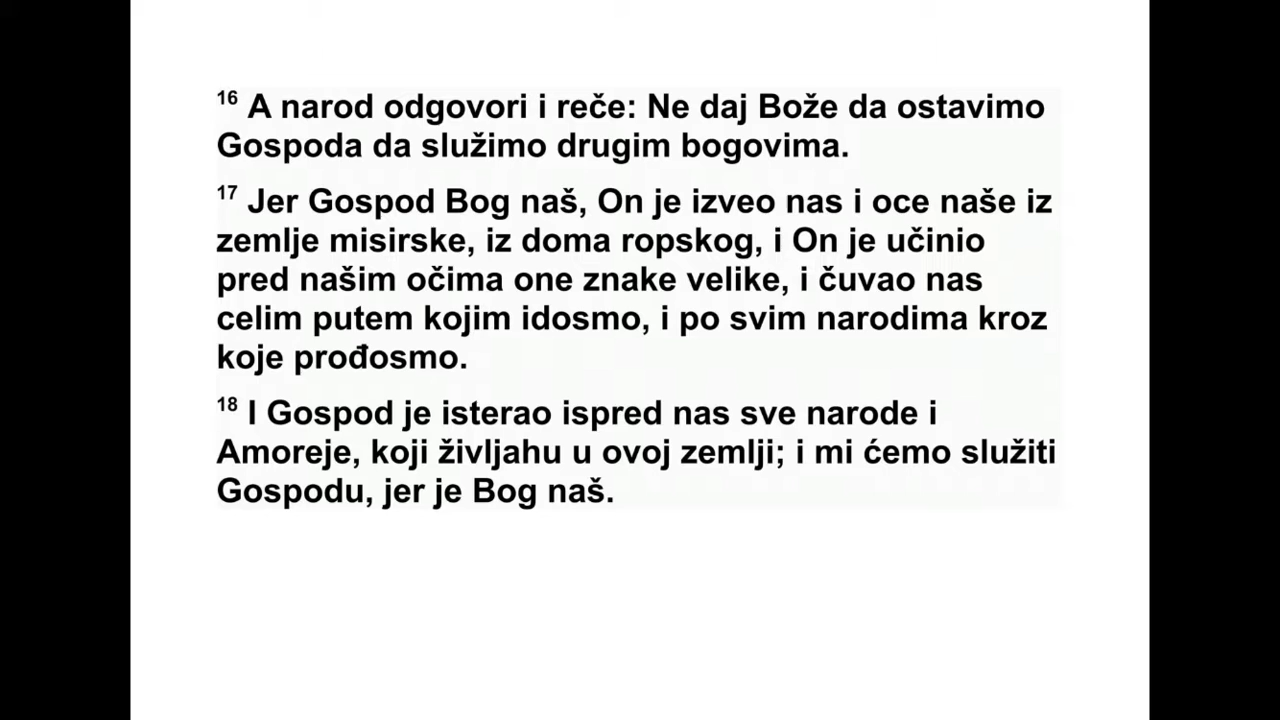 16 A narod odgovori i reče: Ne daj Bože da ostavimo
Gospoda da služimo drugim bogovima.
17 Jer Gospod Bog naš, On je izveo nas i oce naše iz
zemlje misirske, iz doma ropskog, i On je učinio
pred našim očima one znake velike, i čuvao nas
celim putem kojim idosmo, i po svim narodima kroz
koje prođosmo.
18 I Gospod je isterao ispred nas sve narode i
Amoreje, koji življahu u ovoj zemlji; i mi ćemo služiti
Gospodu, jer je Bog naš.